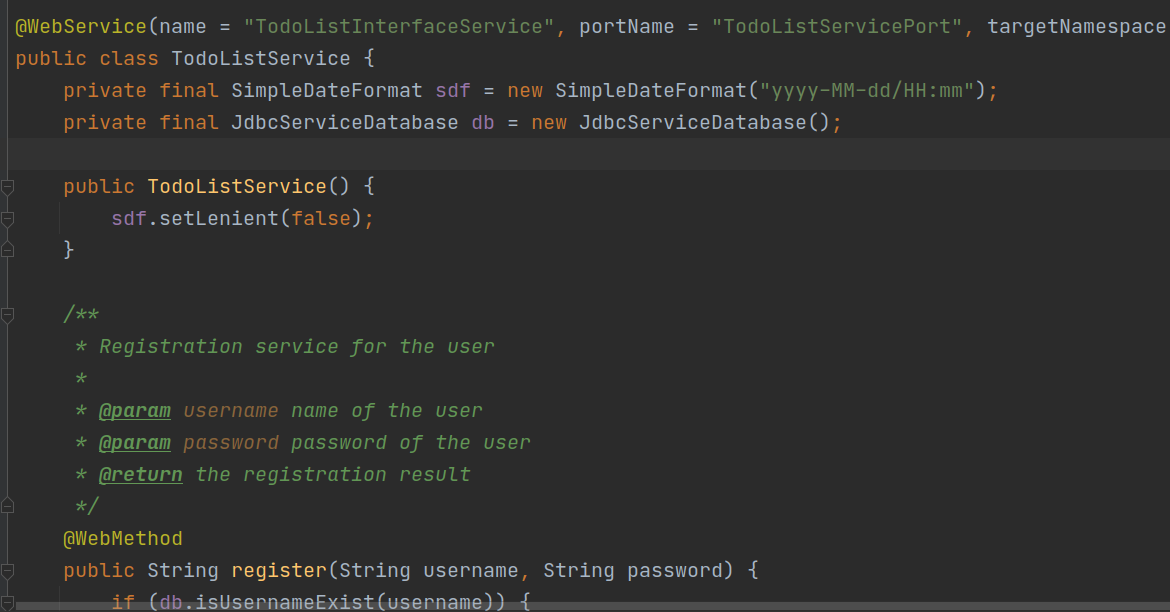 @WebService(name = "TodoListInterfaceService", portName = "TodoListServicePort", targetNamespace
public class TodoListService {
private final SimpleDateFormat sdf = new SimpleDateFormat("yyyy-MM-dd/HH:mm");
private final JdbcServiceDatabase db = new JdbcServiceDatabase();
public TodoListService() {
sdf.setLenient(false);
}
/**
* Registration service for the user
*
* @param username name of the user
* @param password password of the user
* @return the registration result
*/
@WebMethod
public String register(String username, String password) {
if (db.isUsernameExist(username)) {